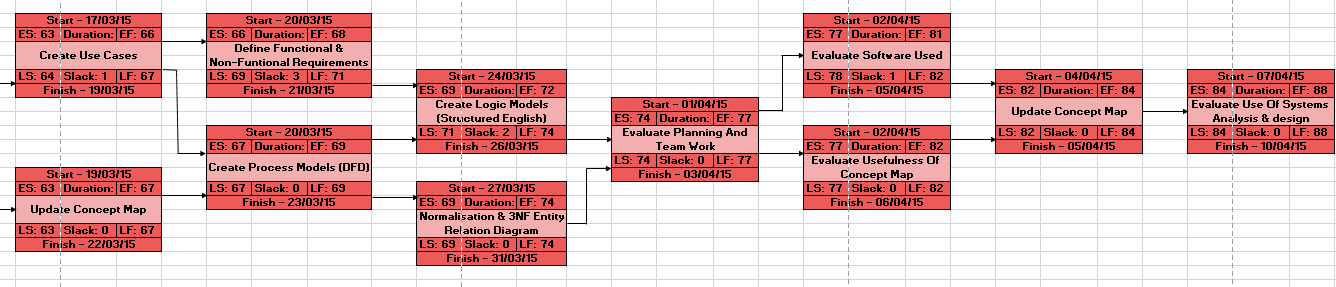 Start - 17/03/15
ES: 63 Duration: EF: 66
Create Use Cases
LS: 64 Slack: 1 LF: 67
Finish - 19/03/15
Start - 19/03/15
ES: 63 Duration: EF: 67
Update Concept Map
LS: 63 Slack: 0 LF: 67
Finish - 22/03/15
Start - 20/03/15
ES: 66 Duration: EF: 68
Define Functional &
Non-Funtional Requirements
LS: 69 Slack: 3 LF: 71
Finish - 21/03/15
Start - 20/03/15
ES: 67 Duration: EF: 69
Create Process Models (DFD)
LS: 67 Slack: 0 LF: 69
Finish - 23/03/15
Start - 24/03/15
ES: 69 Duration: EF: 72
Create Logic Models
(Structured English)
LS: 71 Slack: 2 LF: 74
Finish - 26/03/15
Start - 27/03/15
ES: 69 Duration: EF: 74
Normalisation & 3NF Entity
Relation Diagram
LS: 69 Slack: 0 LF: 74
Finish - 31/03/15
Start - 01/04/15
ES: 74 Duration: EF: 77
Evaluate Planning And
Team Work
LS: 74 Slack: 0 LF: 77
Finish - 03/04/15
Start - 02/04/15
ES: 77 Duration: EF: 81
Evaluate Software Used
LS: 78 Slack: 1 LF: 82
Finish - 05/04/15
Start - 02/04/15
ES: 77 Duration: EF: 82
Evaluate Usefulness Of
Concept Map
LS: 77 Slack: 0 LF: 82
Finish - 06/04/15
Start - 04/04/15
ES: 82 Duration: EF: 84
Update Concept Map
LS: 82 Slack: 0 LF: 84
Finish - 05/04/15
Start - 07/04/15
ES: 84 Duration: EF: 88
Evaluate Use Of Systems
Analysis & design
LS: 84 Slack: 0 LF: 88
Finish - 10/04/15